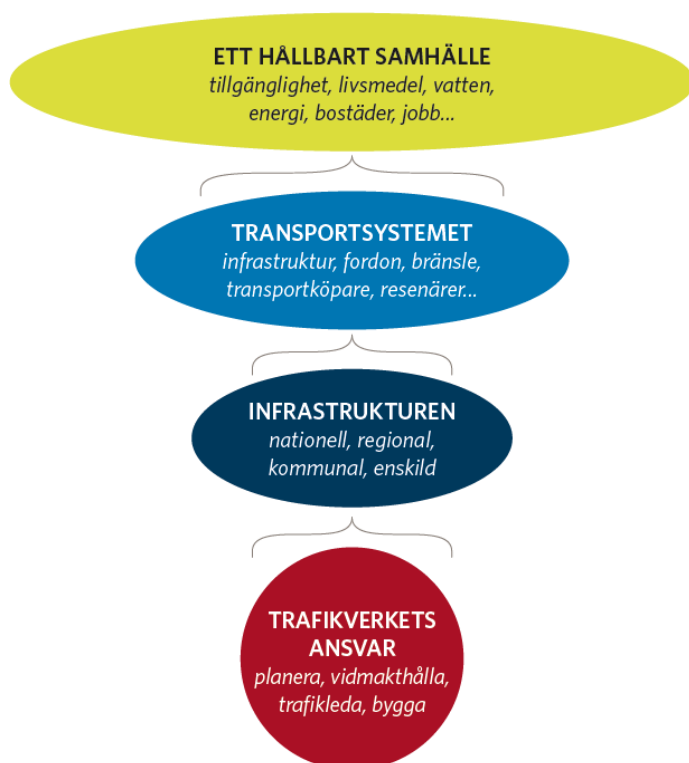 ETT HÅLLBART SAMHÄLLE
tillgänglighet, livsmedel, vatten,
energi, bostäder, jobb...
TRANSPORTSYSTEMET
infrastruktur, fordon, bränsle,
transportköpare, resenärer...
INFRASTRUKTUREN
nationell, regional,
kommunal, enskild
TRAFIKVERKETS
ANSVAR
planera, vidmakthålla,
trafikleda, bygga